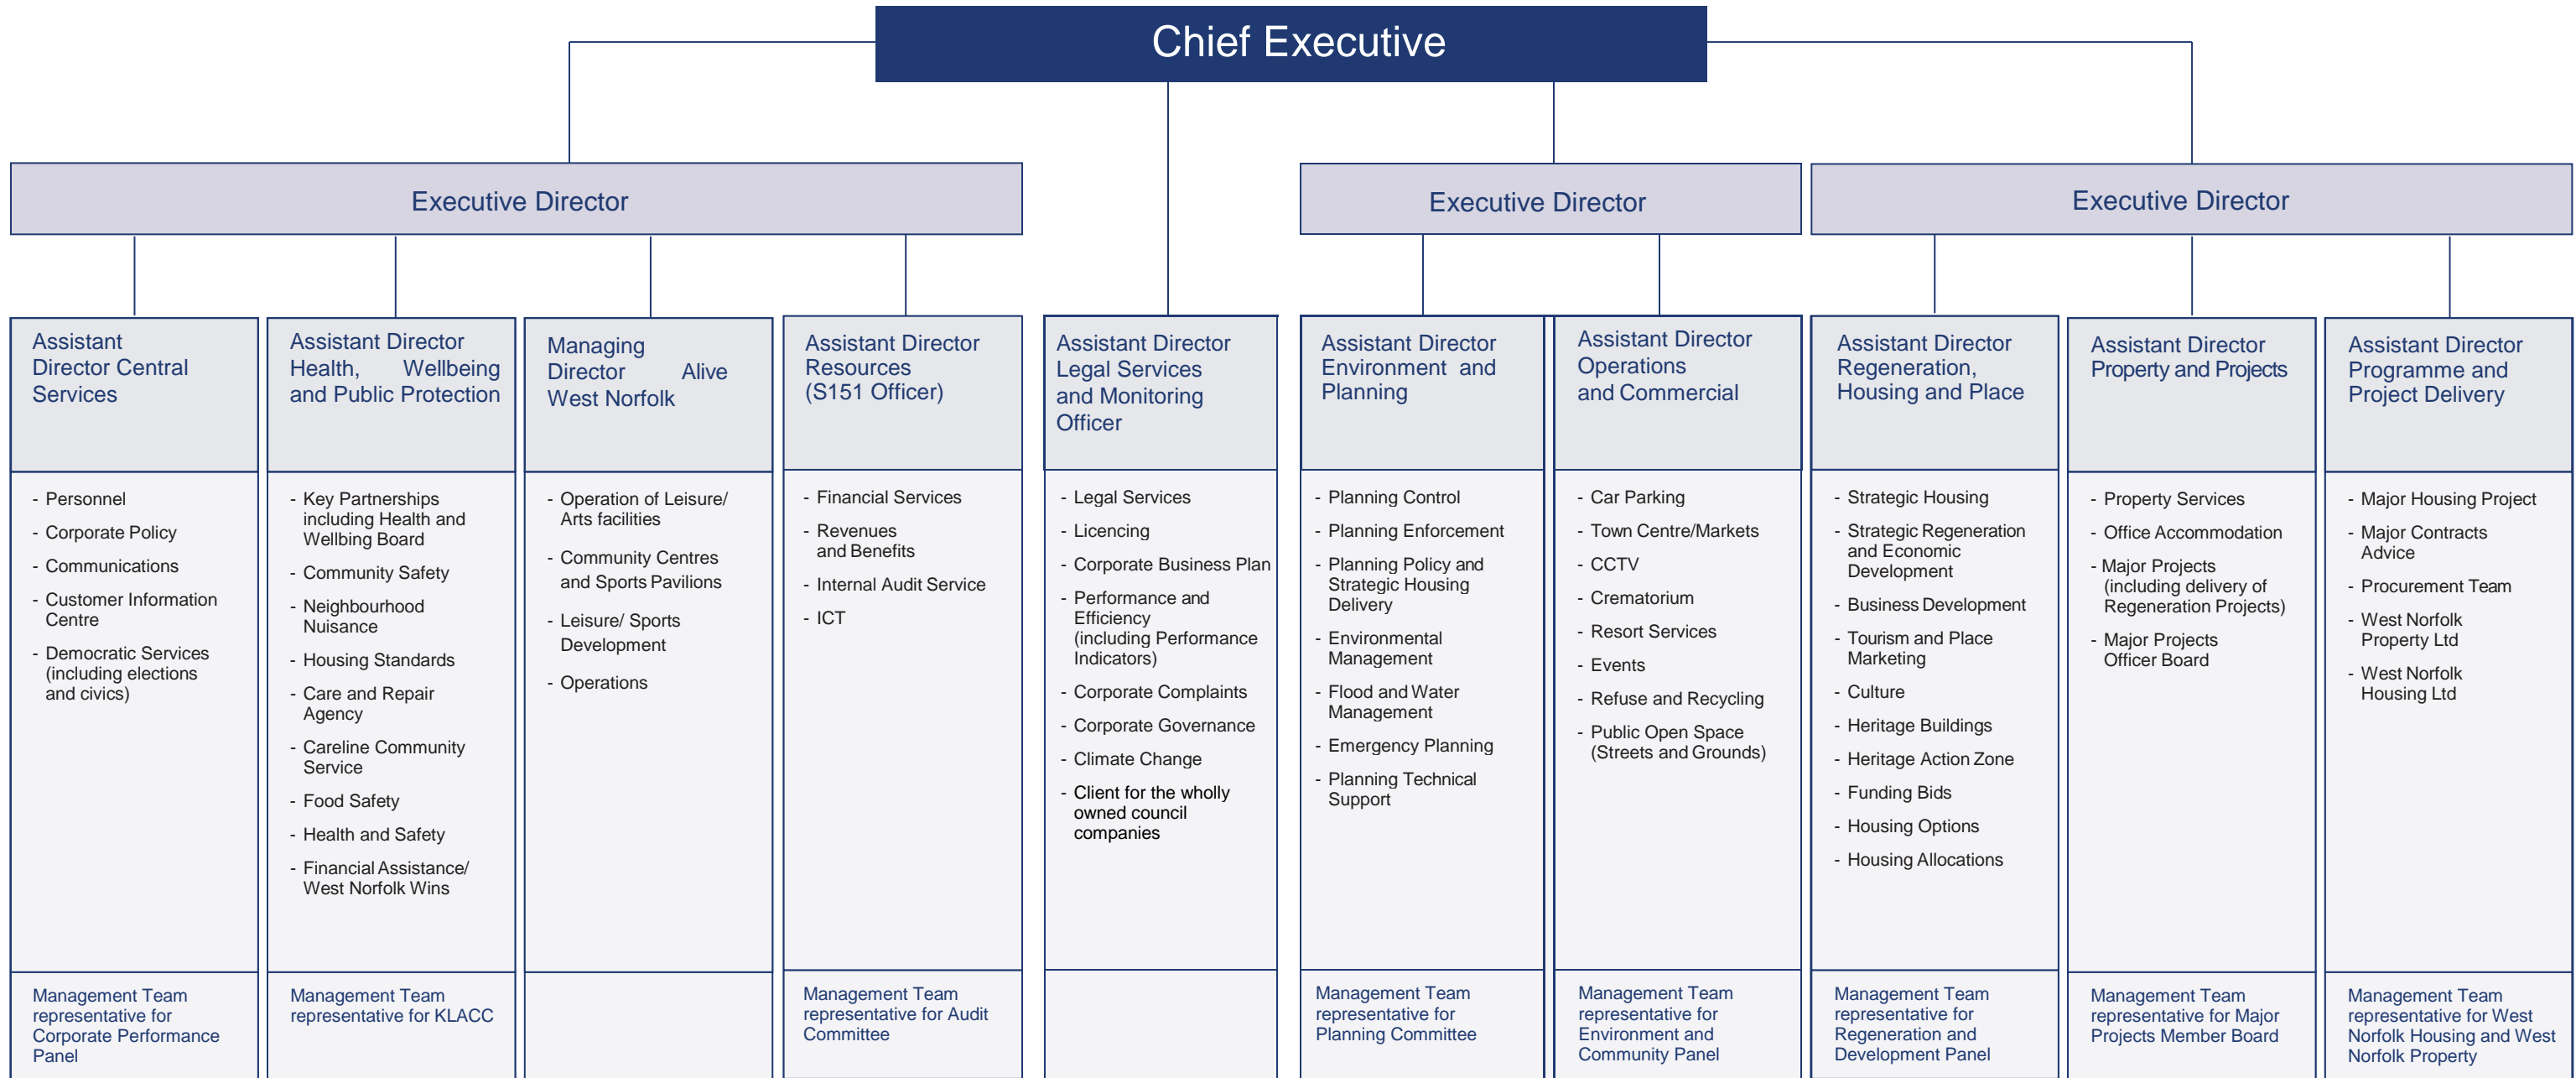 Chief Executive
Executive Director
Executive Director
Executive Director
Assistant
Director Central
Services
- Personnel
- Corporate Policy
- Communications
- Customer Information
Centre
- Democratic Services
(including elections
and civics)
Management Team
representative for
Corporate Performance
Panel
Assistant Director
Health, Wellbeing
and Public Protection
- Key Partnerships
including Health and
Wellbing Board
- Community Safety
- Neighbourhood
Nuisance
- Housing Standards
- Care and Repair
Agency
- Careline Community
Service
- Food Safety
- Health and Safety
- Financial Assistance/
West Norfolk Wins
Management Team
representative for KLACC
Managing
Director Alive
West Norfolk
- Operation of Leisure/
Arts facilities
- Community Centres
and Sports Pavilions
- Leisure/ Sports
Development
- Operations
Assistant Director
Resources
(S151 Officer)
- Financial Services
- Revenues
and Benefits
- Internal Audit Service
- ICT
Management Team
representative for Audit
Committee
Assistant Director
Legal Services
and Monitoring
Officer
- Legal Services
- Licencing
- Corporate Business Plan
- Performance and
Efficiency
(including Performance
Indicators)
- Corporate Complaints
- Corporate Governance
- Climate Change
- Client for the wholly
owned council
companies
Assistant Director
Environment and
Planning
- Planning Control
- Planning Enforcement
- Planning Policy and
Strategic Housing
Delivery
- Environmental
Management
- Flood and Water
Management
- Emergency Planning
- Planning Technical
Support
Management Team
representative for
Planning Committee
Assistant Director
Operations
and Commercial
- Car Parking
- Town Centre/Markets
- CCTV
- Crematorium
- Resort Services
- Events
- Refuse and Recycling
- Public Open Space
(Streets and Grounds)
Management Team
representative for
Environment and
Community Panel
Assistant Director
Regeneration,
Housing and Place
- Strategic Housing
- Strategic Regeneration
and Economic
Development
- Business Development
- Tourism and Place
Marketing
- Culture
- Heritage Buildings
- Heritage Action Zone
- Funding Bids
- Housing Options
- Housing Allocations
Management Team
representative for
Regeneration and
Development Panel
Assistant Director
Property and Projects
- Property Services
- Office Accommodation
- Major Projects
(including delivery of
Regeneration Projects)
- Major Projects
Officer Board
Management Team
representative for Major
Projects Member Board
Assistant Director
Programme and
Project Delivery
- Major Housing Project
- Major Contracts
Advice
- Procurement Team
- West Norfolk
Property Ltd
- West Norfolk
Housing Ltd
Management Team
representative for West
Norfolk Housing and West
Norfolk Property